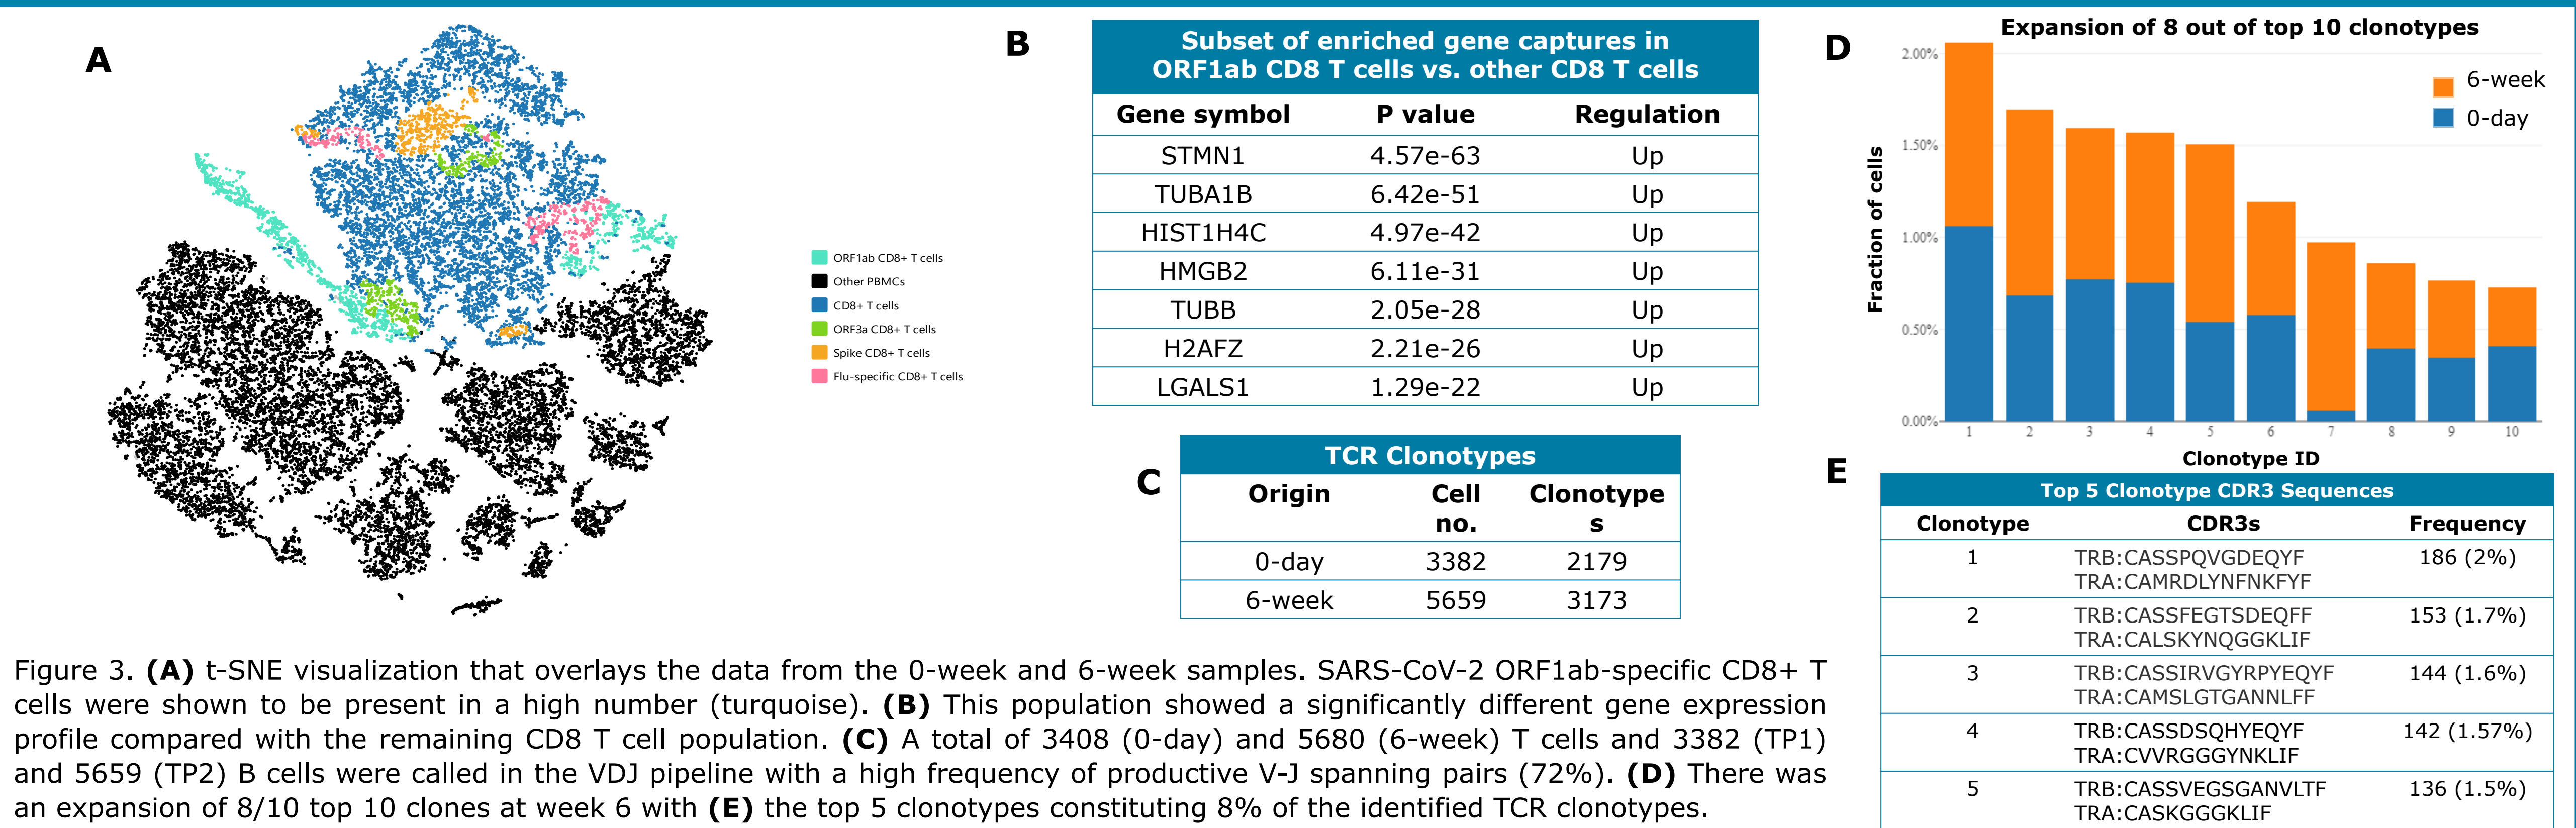 A
ORF1ab CD8+ T cells
Other PBMCs
CD8+ T cells
ORF3a CD8+ T cells
Spike CD8+ T cells
Flu-specific CD8+ T cells
B
Subset of enriched gene captures in
ORF1ab CD8 T cells vs. other CD8 T cells
Gene symbol P value Regulation
STMN1 4.57e-63 Up
TUBA1B 6.42e-51 Up
HIST1H4C 4.97e-42 Up
HMGB2 6.11e-31 Up
TUBB 2.05e-28 Up
H2AFZ 2.21e-26 Up
LGALS1 1.29e-22 Up
C
TCR Clonotypes
Origin Cell Clonotype
no. s
0-day 3382 2179
6-week 5659 3173
D
Expansion of 8 out of top 10 clonotypes
6-week
0-day
Fraction of cells
2.00%
1.50%
1.00%
0.50%
0.00%
1 2 3 4 5 6 7 8 9 10
Clonotype ID
E
Top 5 Clonotype CDR3 Sequences
Clonotype CDR3s Frequency
1 TRB:CASSPQVGDEQYF 186 (2%)
TRA:CAMRDLYNFNKFYF
2 TRB:CASSFEGTSDEQFF 153 (1.7%)
TRA:CALSKYNQGGKLIF
3 TRB:CASSIRVGYRPYEQYF 144 (1.6%)
TRA:CAMSLGTGANNLFF
4 TRB:CASSDSQHYEQYF 142 (1.57%)
TRA:CVVRGGGYNKLIF
5 TRB:CASSVEGSGANVLTF 136 (1.5%)
TRA:CASKGGGKLIF
Figure 3. (A) t-SNE visualization that overlays the data from the 0-week and 6-week samples. SARS-CoV-2 ORF1ab-specific CD8+ T
cells were shown to be present in a high number (turquoise). (B) This population showed a significantly different gene expression
profile compared with the remaining CD8 T cell population. (C) A total of 3408 (0-day) and 5680 (6-week) T cells and 3382 (TP1)
and 5659 (TP2) B cells were called in the VDJ pipeline with a high frequency of productive V-J spanning pairs (72%). (D) There was
an expansion of 8/10 top 10 clones at week 6 with (E) the top 5 clonotypes constituting 8% of the identified TCR clonotypes.